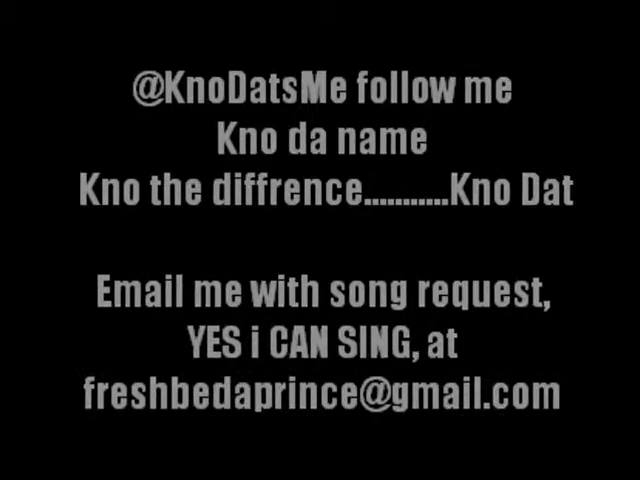 @KnoDatsMe follow me
Kno da name
Kno the diffrence...........Kno Dat
Email me with song request,
YES i CAN SING, at
freshbedaprince@gmail.com